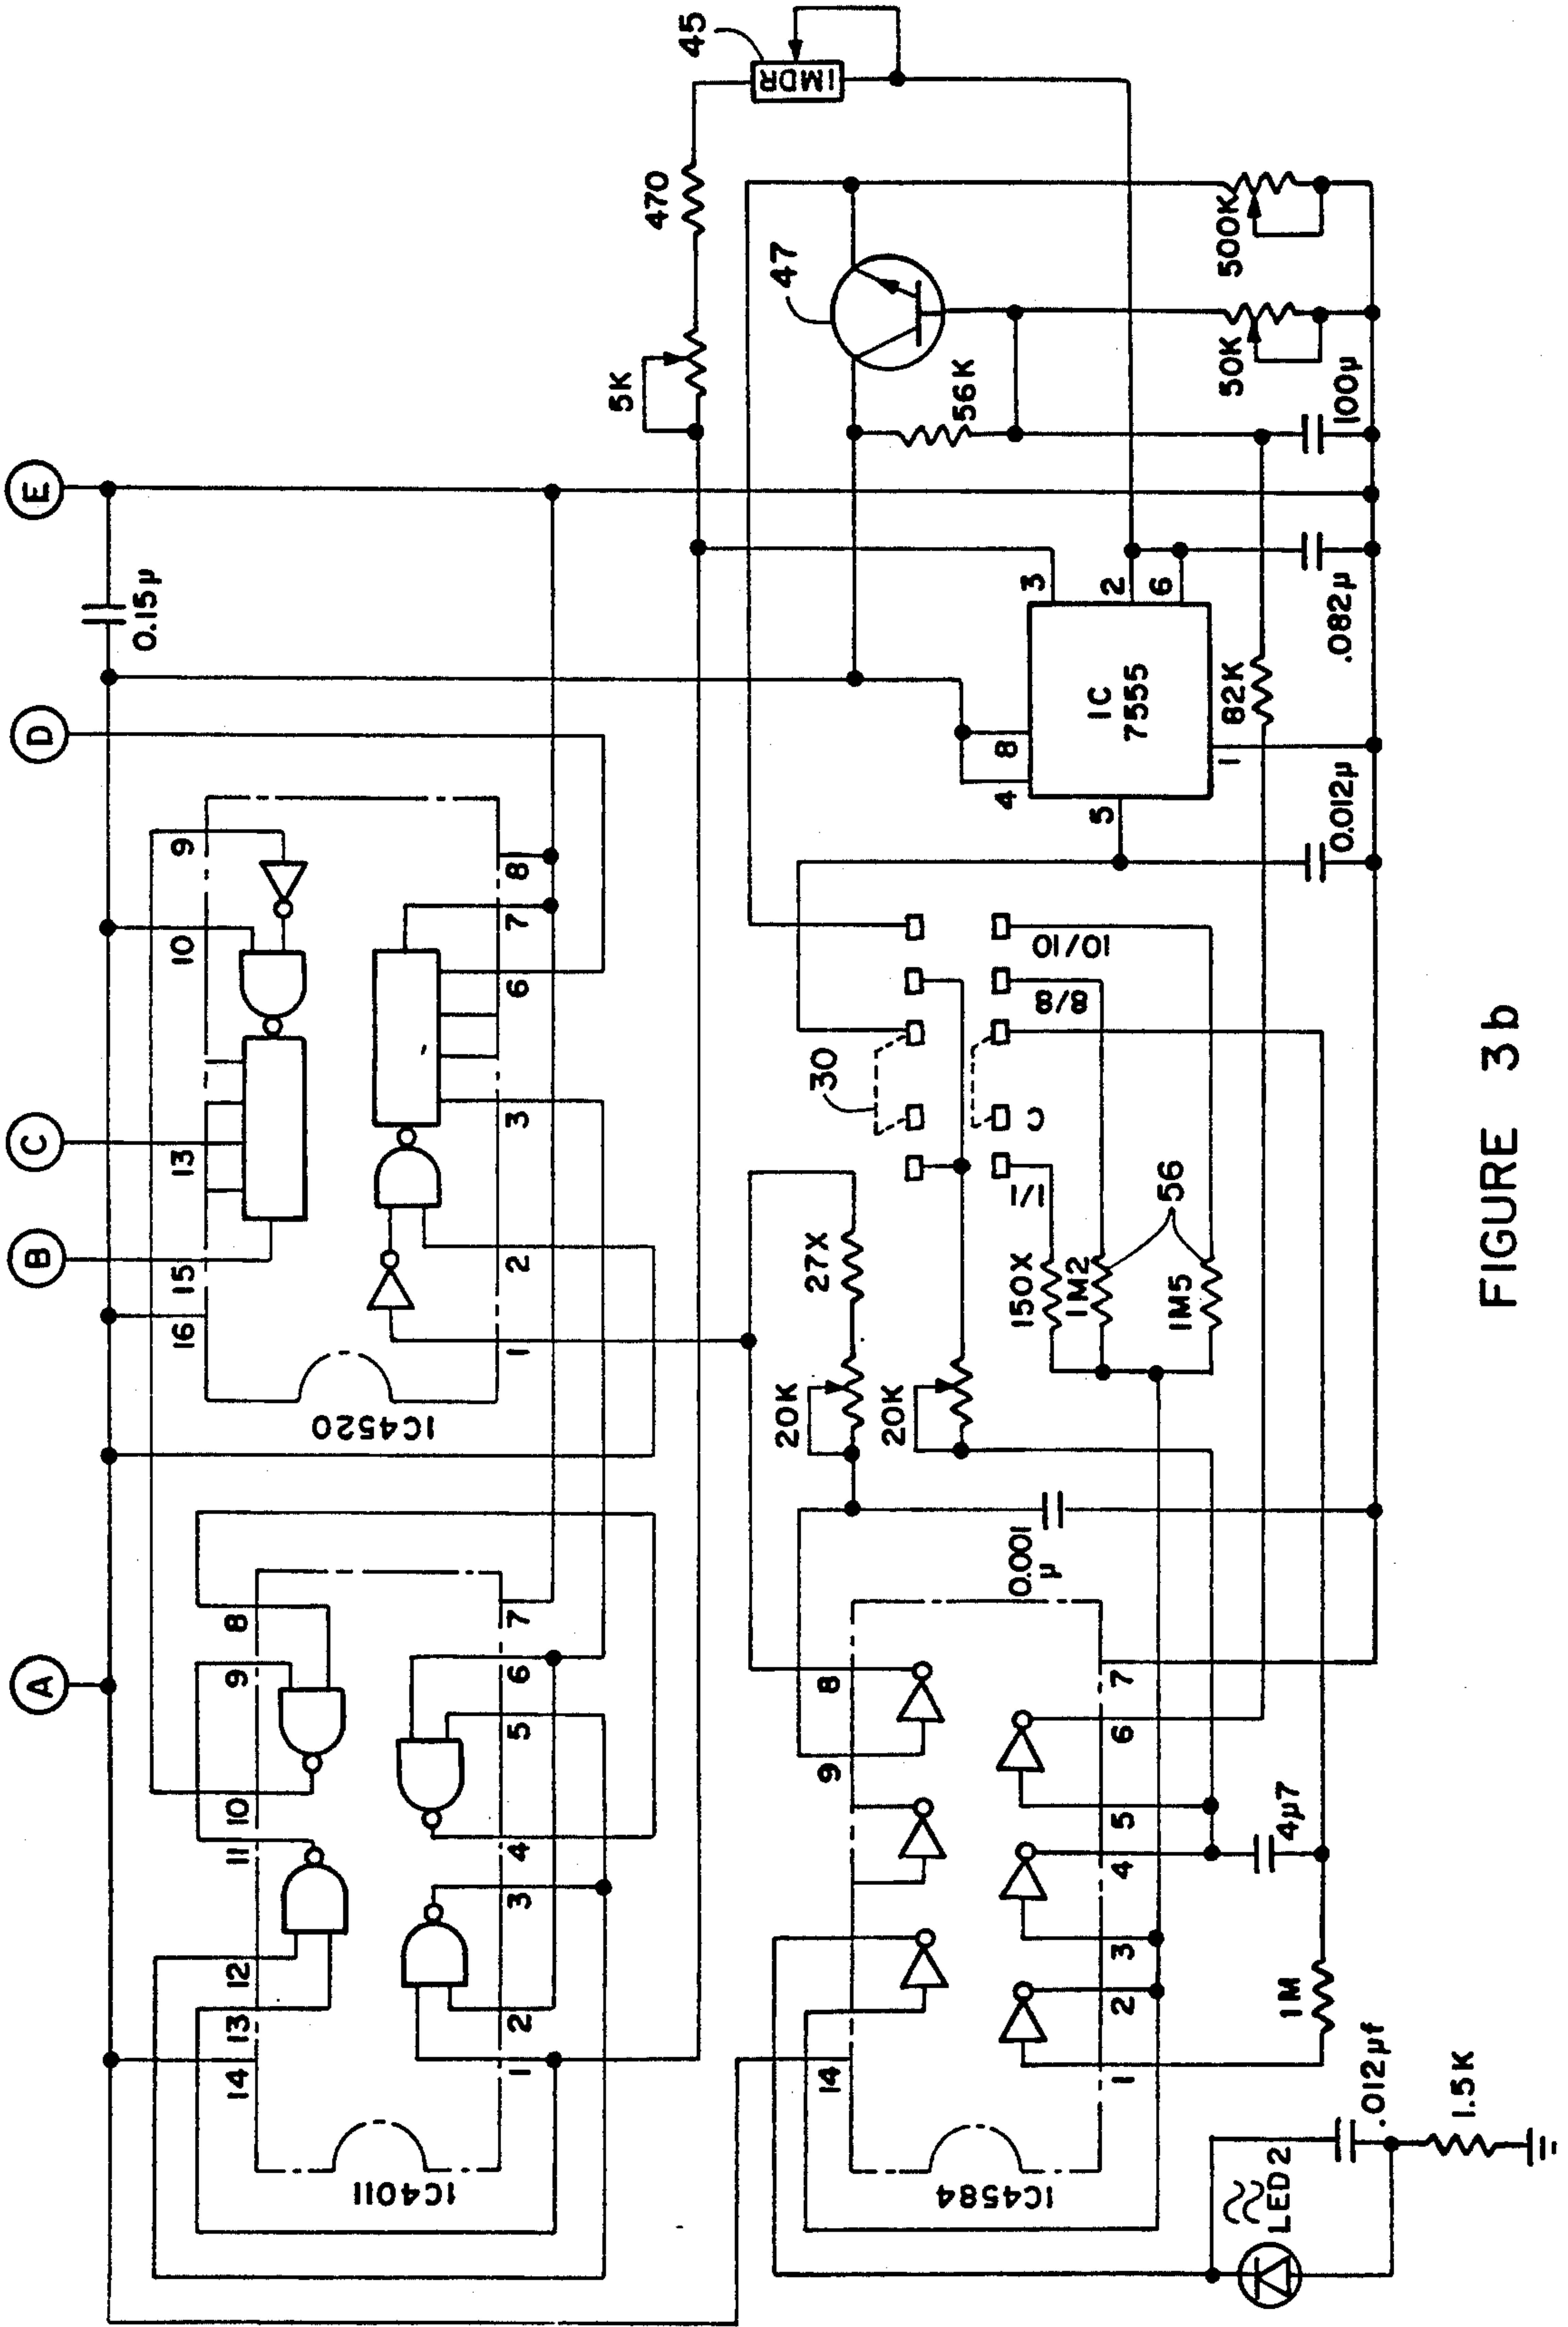 A
B
C
D
E
0.15μ
16
15
13
10
9
1
2
3
6
7
8
IC4520
14
13
12
11
10
9
8
1
2
3
4
5
6
7
IC4011
5K
470
45
1MDR
47
56K
50K
500K
100μ
.082μ
82K
0.012μ
IC
7555
3
2
6
8
4
5
1
30
10/10
8/8
C
1/1
27X
20K
20K
150X
1M2
1M5
56
0.001
μ
14
9
8
1
2
3
4
5
6
7
IC4584
4μ7
1M
.012μf
1.5K
LED2
FIGURE 3b